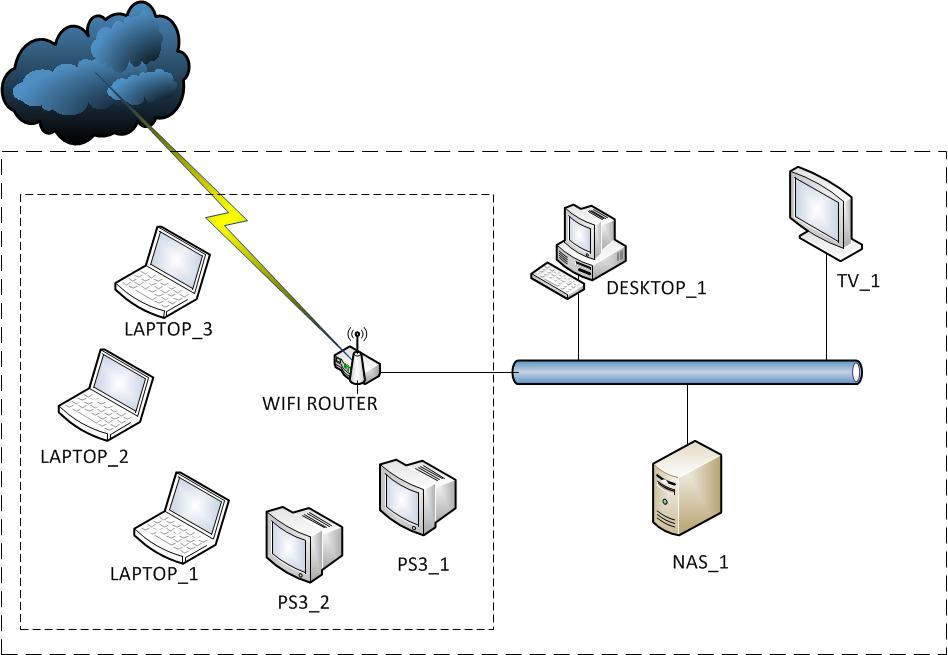 DESKTOP_1
TV_1
LAPTOP_3
WIFI ROUTER
LAPTOP_2
PS3_1
NAS_1
LAPTOP_1
PS3_2